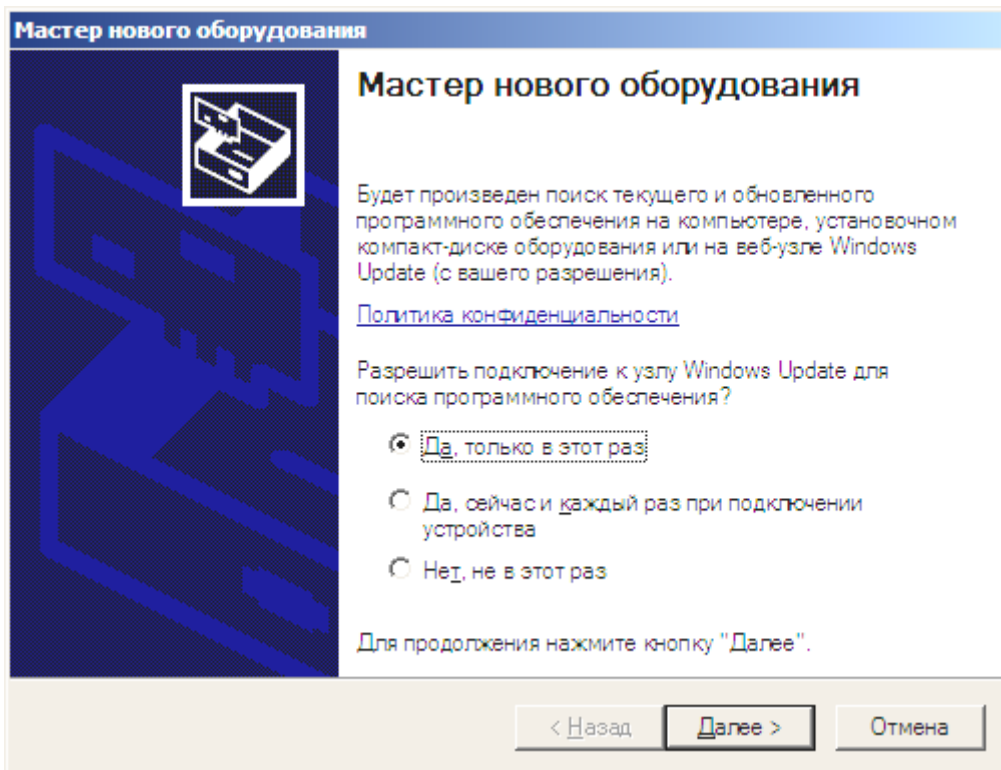 Мастер нового оборудования
Мастер нового оборудования
Будет произведен поиск текущего и обновленного
программного обеспечения на компьютере, установочном
компакт-диске оборудования или на веб-узле Windows
Update (с вашего разрешения).
Политика конфиденциальности
Разрешить подключение к узлу Windows Update для
поиска программного обеспечения?
Да, только в этот раз
Да, сейчас и каждый раз при подключении
устройства
Нет, не в этот раз
Для продолжения нажмите кнопку "Далее".
< Назад
Далее >
Отмена